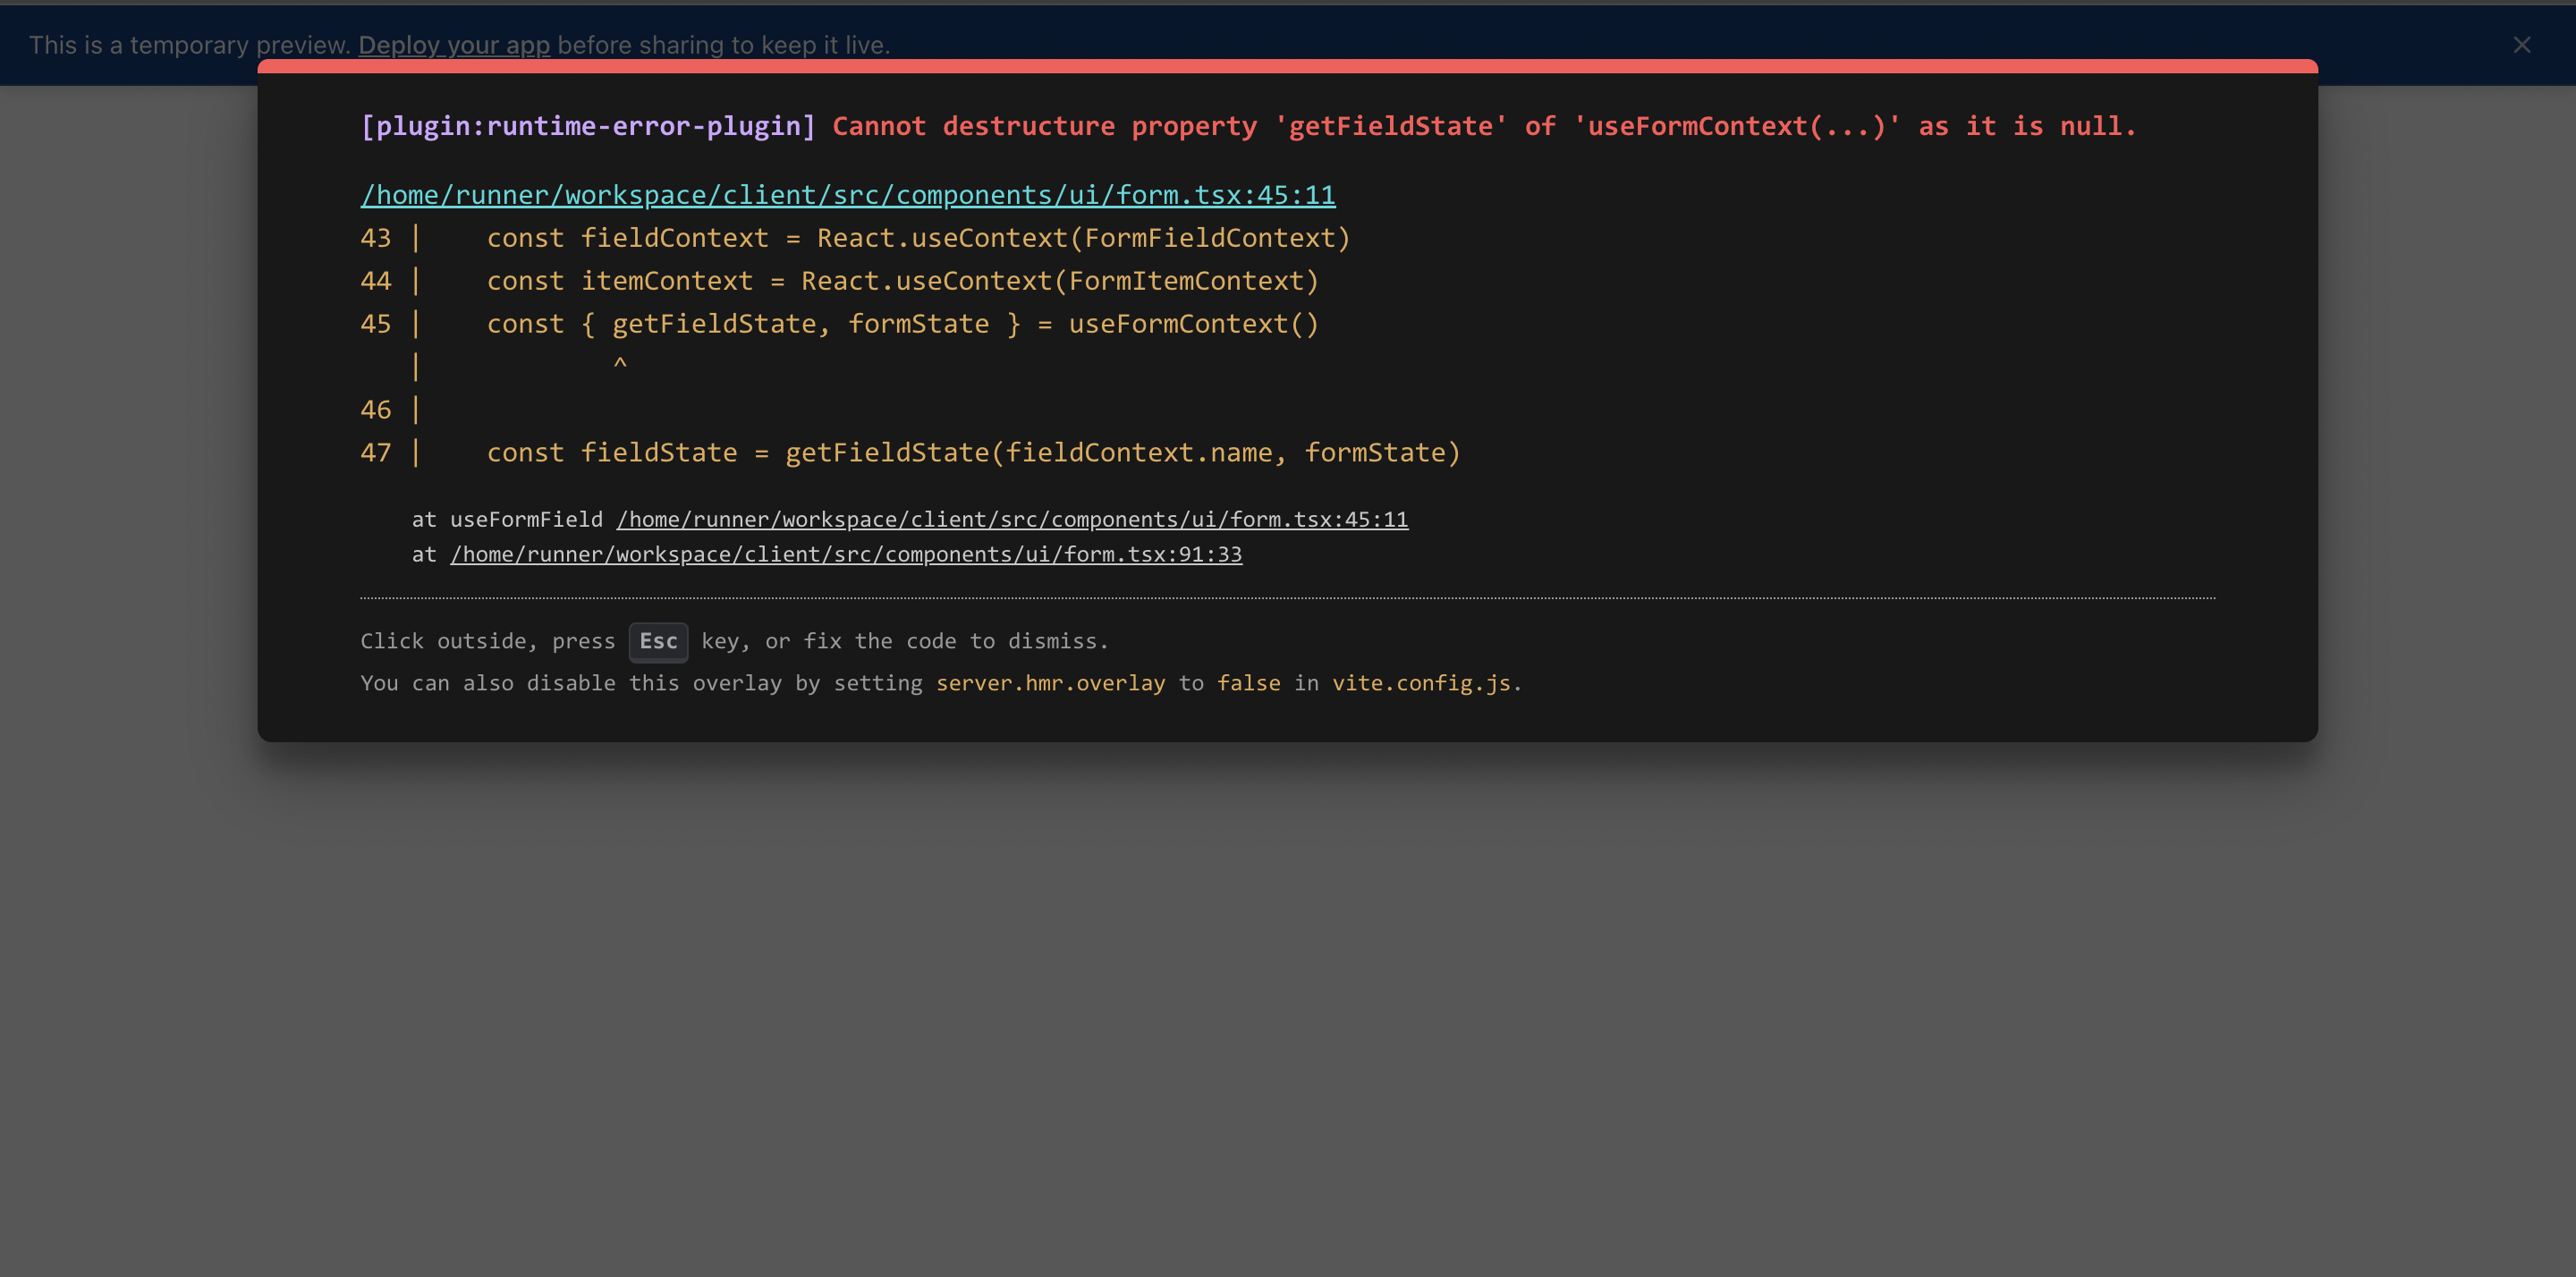 This is a temporary preview. Deploy your app before sharing to keep it live.
[plugin:runtime-error-plugin] Cannot destructure property 'getFieldState' of 'useFormContext(...)' as it is null.
/home/runner/workspace/client/src/components/ui/form.tsx:45:11
43 |    const fieldContext = React.useContext(FormFieldContext)
44 |    const itemContext = React.useContext(FormItemContext)
45 |    const { getFieldState, formState } = useFormContext()
   |            ^
46 |
47 |    const fieldState = getFieldState(fieldContext.name, formState)
at useFormField /home/runner/workspace/client/src/components/ui/form.tsx:45:11
at /home/runner/workspace/client/src/components/ui/form.tsx:91:33
Click outside, press Esc key, or fix the code to dismiss.
You can also disable this overlay by setting server.hmr.overlay to false in vite.config.js.